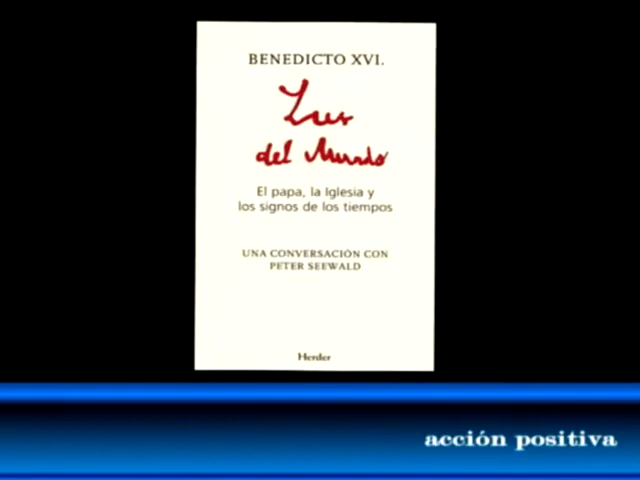 BENEDICTO XVI.
Luz
del Mundo
El papa, la Iglesia y
los signos de los tiempos
UNA CONVERSACIÓN CON
PETER SEEWALD
Herder
acción positiva